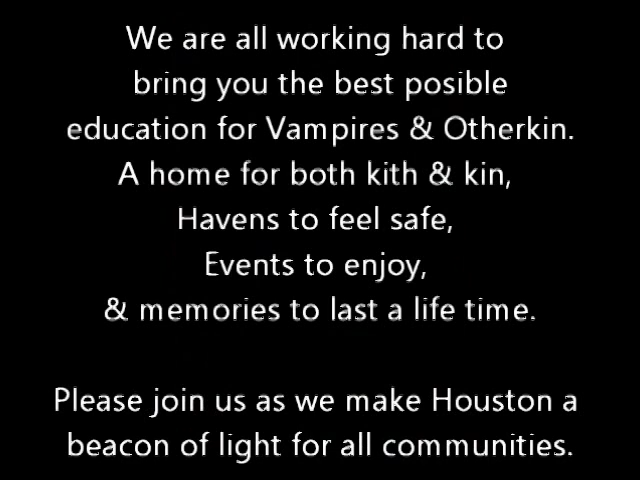 We are all working hard to
bring you the best posible
education for Vampires & Otherkin.
A home for both kith & kin,
Havens to feel safe,
Events to enjoy,
& memories to last a life time.
Please join us as we make Houston a
beacon of light for all communities.